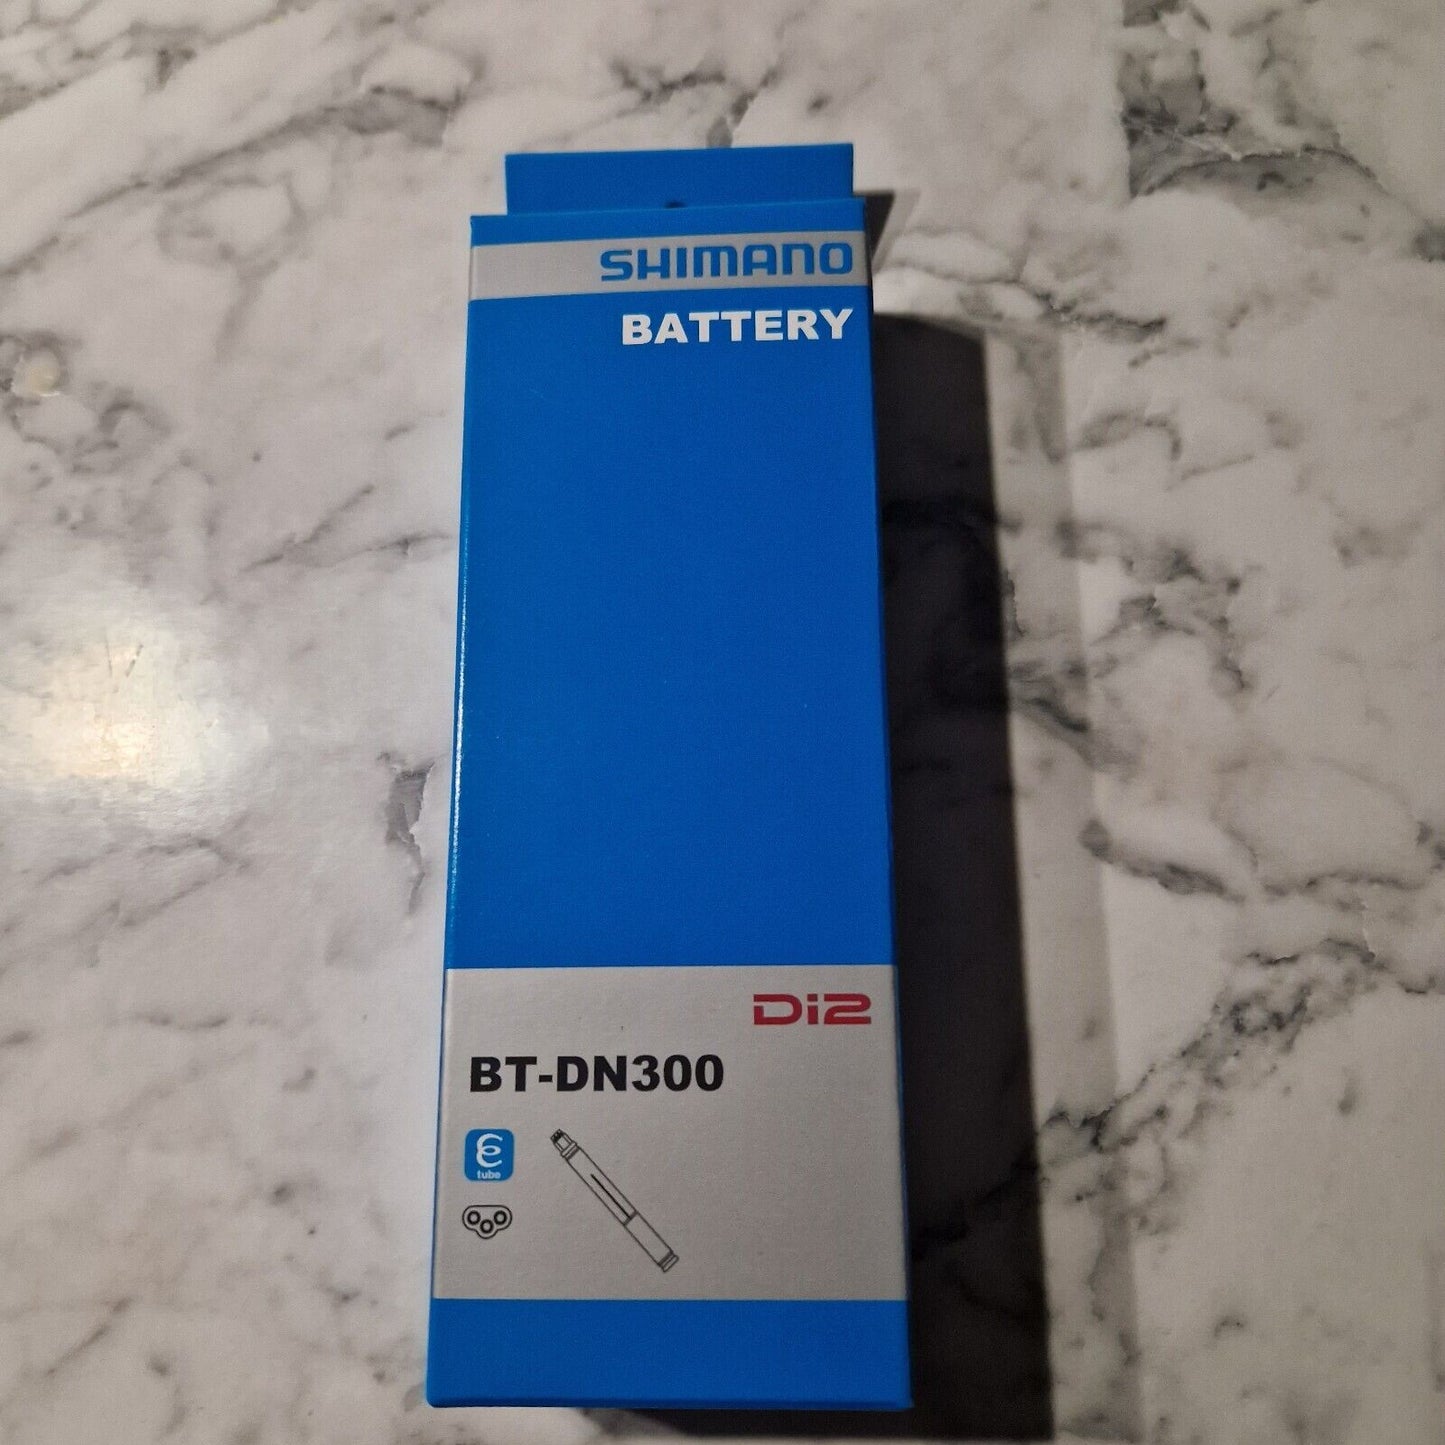 SHIMANO
BATTERY
Di2
BT-DN300
E
tube